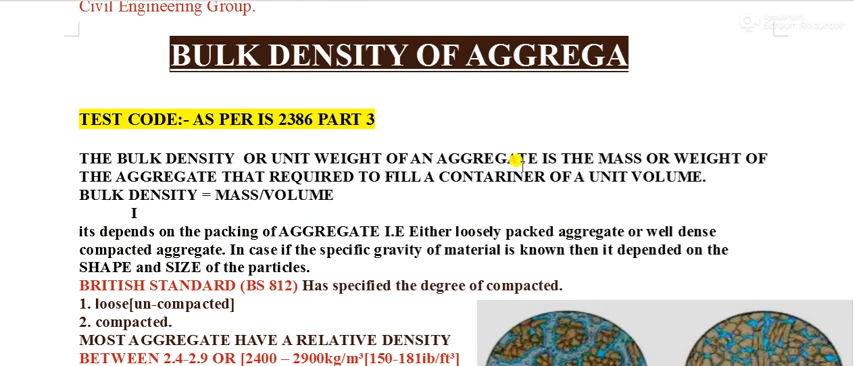 Civil Engineering Group.
BULK DENSITY OF AGGREGA
TEST CODE:- AS PER IS 2386 PART 3
THE BULK DENSITY OR UNIT WEIGHT OF AN AGGREGATE IS THE MASS OR WEIGHT OF
THE AGGREGATE THAT REQUIRED TO FILL A CONTARINER OF A UNIT VOLUME.
BULK DENSITY = MASS/VOLUME
its depends on the packing of AGGREGATE I.E Either loosely packed aggregate or well dense
compacted aggregate. In case if the specific gravity of material is known then it depended on the
SHAPE and SIZE of the particles.
BRITISH STANDARD (BS 812) Has specified the degree of compacted.
1. loose[un-compacted]
2. compacted.
MOST AGGREGATE HAVE A RELATIVE DENSITY
BETWEEN 2.4-2.9 OR [2400 – 2900kg/m³[150-181ib/ft³]
Screen Recorder